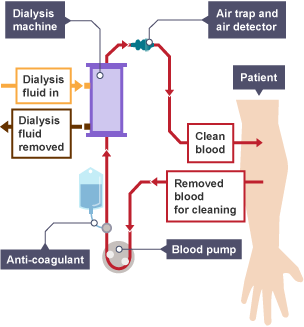 Dialysis
machine
Air trap and
air detector
Dialysis
fluid in
Patient
Dialysis
fluid
removed
Clean
blood
Removed
blood
for cleaning
Anti-coagulant
Blood pump